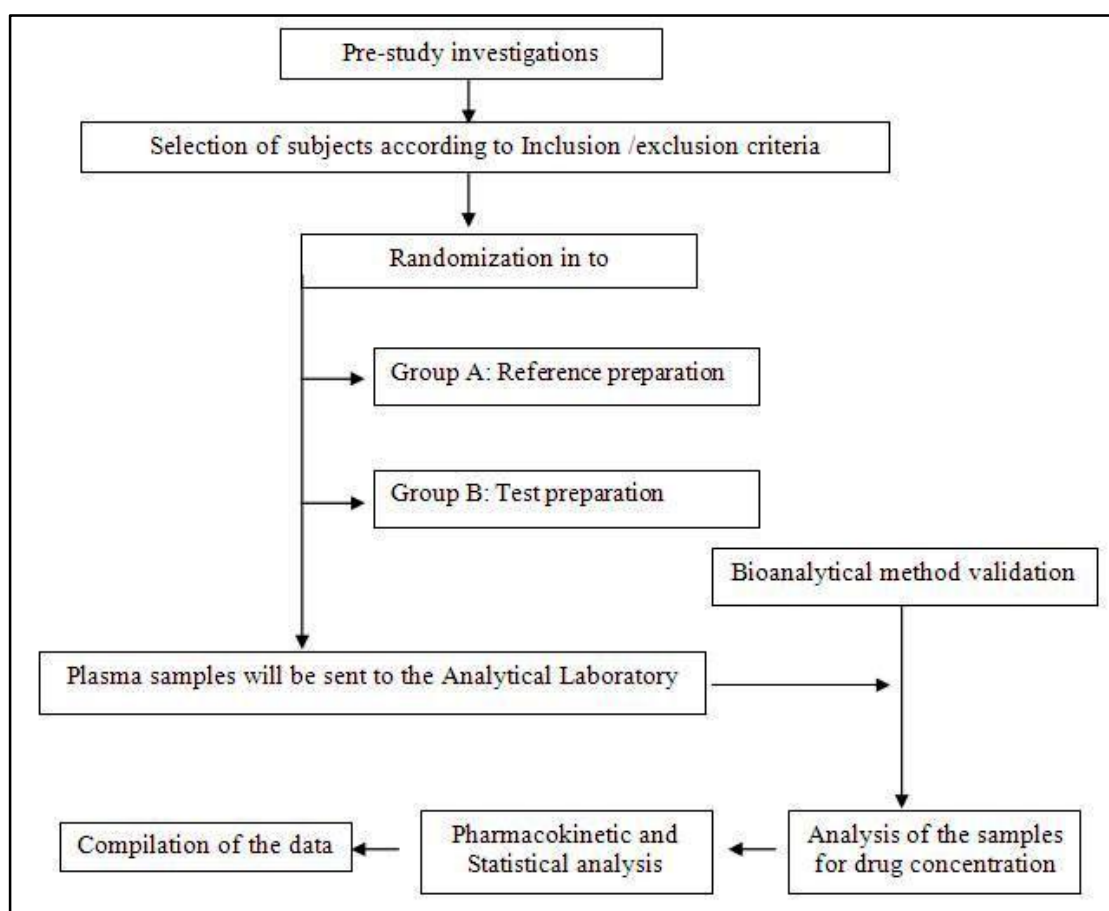 Pre-study investigations
Selection of subjects according to Inclusion /exclusion criteria
Randomization in to
Group A: Reference preparation
Group B: Test preparation
Bioanalytical method validation
Plasma samples will be sent to the Analytical Laboratory
Compilation of the data
Pharmacokinetic and
Statistical analysis
Analysis of the samples
for drug concentration